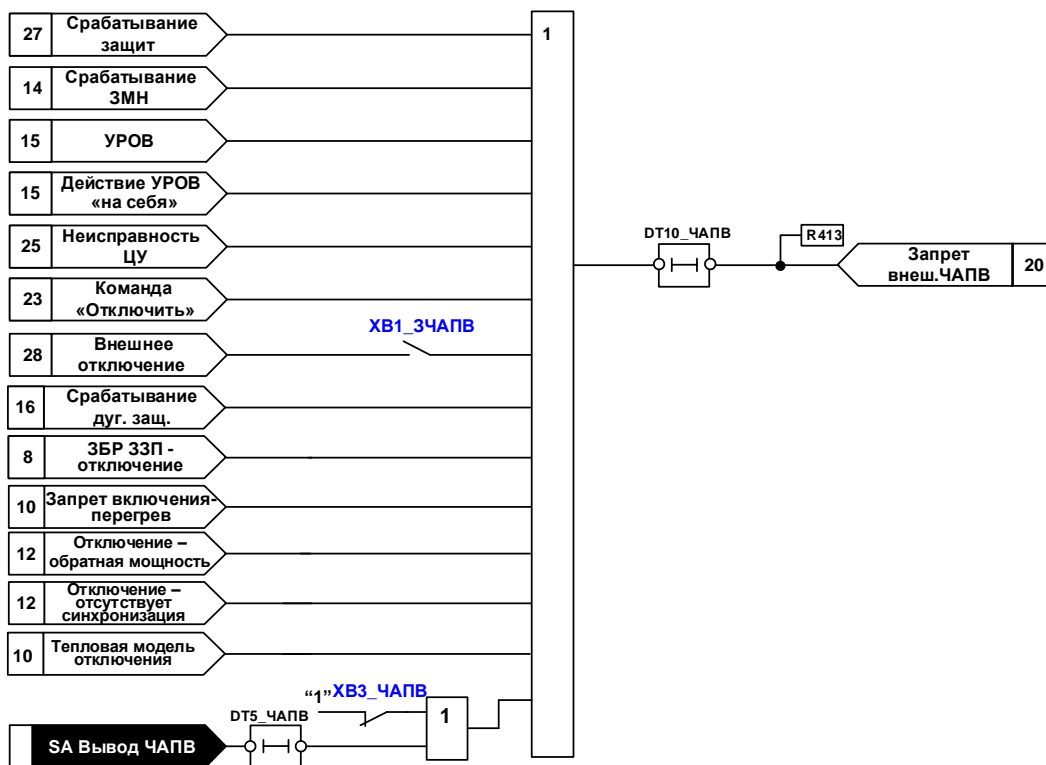 27
Срабатывание
защит
14
Срабатывание
ЗМН
15
УРОВ
15
Действие УРОВ
«на себя»
25
Неисправность
ЦУ
23
Команда
«Отключить»
28
Внешнее
отключение
XB1_ЗЧАПВ
16
Срабатывание
дуг. защ.
8
ЗБР ЗЗП -
отключение
10
Запрет включения-
перегрев
12
Отключение –
обратная мощность
12
Отключение –
отсутствует
синхронизация
10
Тепловая модель
отключения
“1” XB3_ЧАПВ
DT5_ЧАПВ
1
SA Вывод ЧАПВ
1
DT10_ЧАПВ
R413
Запрет
внеш.ЧАПВ
20